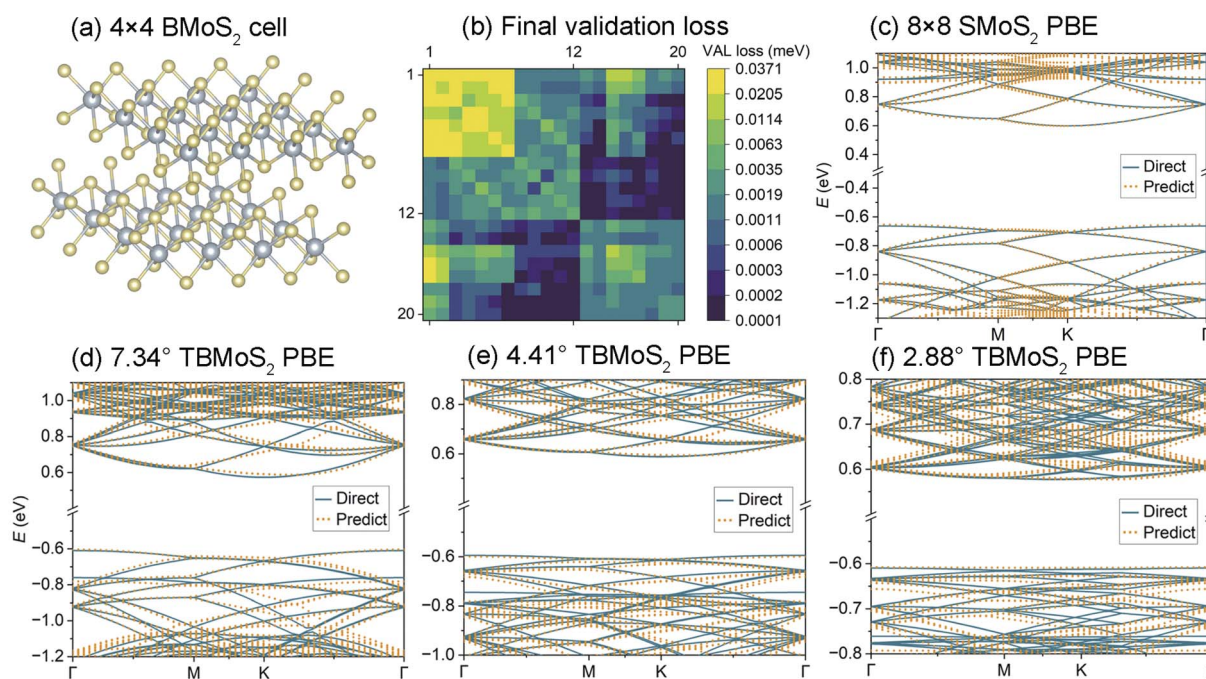 (a) 4×4 BMoS₂ cell
(b) Final validation loss
(c) 8×8 SMoS₂ PBE
1 12 20
VAL loss (meV)
1
12
20
0.0371
0.0205
0.0114
0.0063
0.0035
0.0019
0.0011
0.0006
0.0003
0.0002
0.0001
E (eV)
1.0
0.8
0.6
0.4
−0.6
−0.8
−1.0
−1.2
Direct
Predict
Γ M K Γ
(d) 7.34° TBMoS₂ PBE
(e) 4.41° TBMoS₂ PBE
(f) 2.88° TBMoS₂ PBE
E (eV)
1.0
0.8
0.6
−0.6
−0.8
−1.0
−1.2
Direct
Predict
Γ M K Γ
0.8
0.6
−0.6
−0.8
−1.0
Direct
Predict
Γ M K Γ
0.8
0.7
0.6
0.5
−0.6
−0.7
−0.8
Direct
Predict
Γ M K Γ